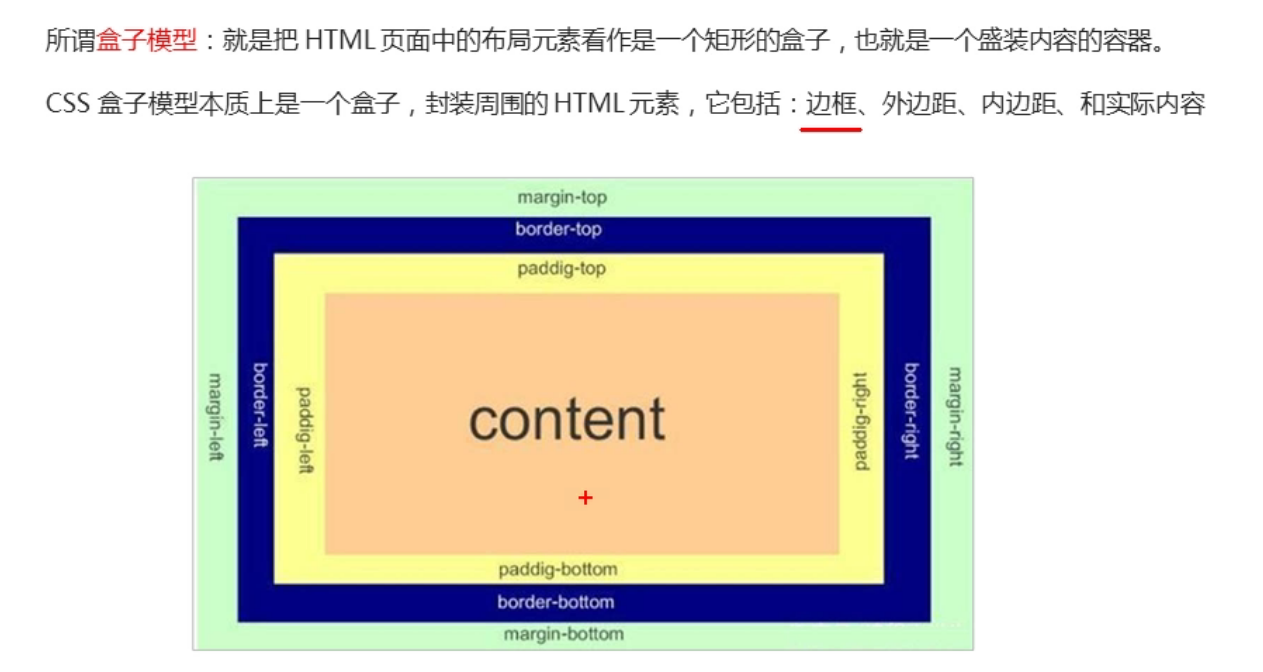 所谓盒子模型：就是把 HTML 页面中的布局元素看作是一个矩形的盒子，也就是一个盛装内容的容器。
CSS 盒子模型本质上是一个盒子，封装周围的 HTML 元素，它包括：边框、外边距、内边距、和实际内容
margin-top
border-top
paddig-top
margin-left
border-left
paddig-left
content
paddig-right
border-right
margin-right
paddig-bottom
border-bottom
margin-bottom